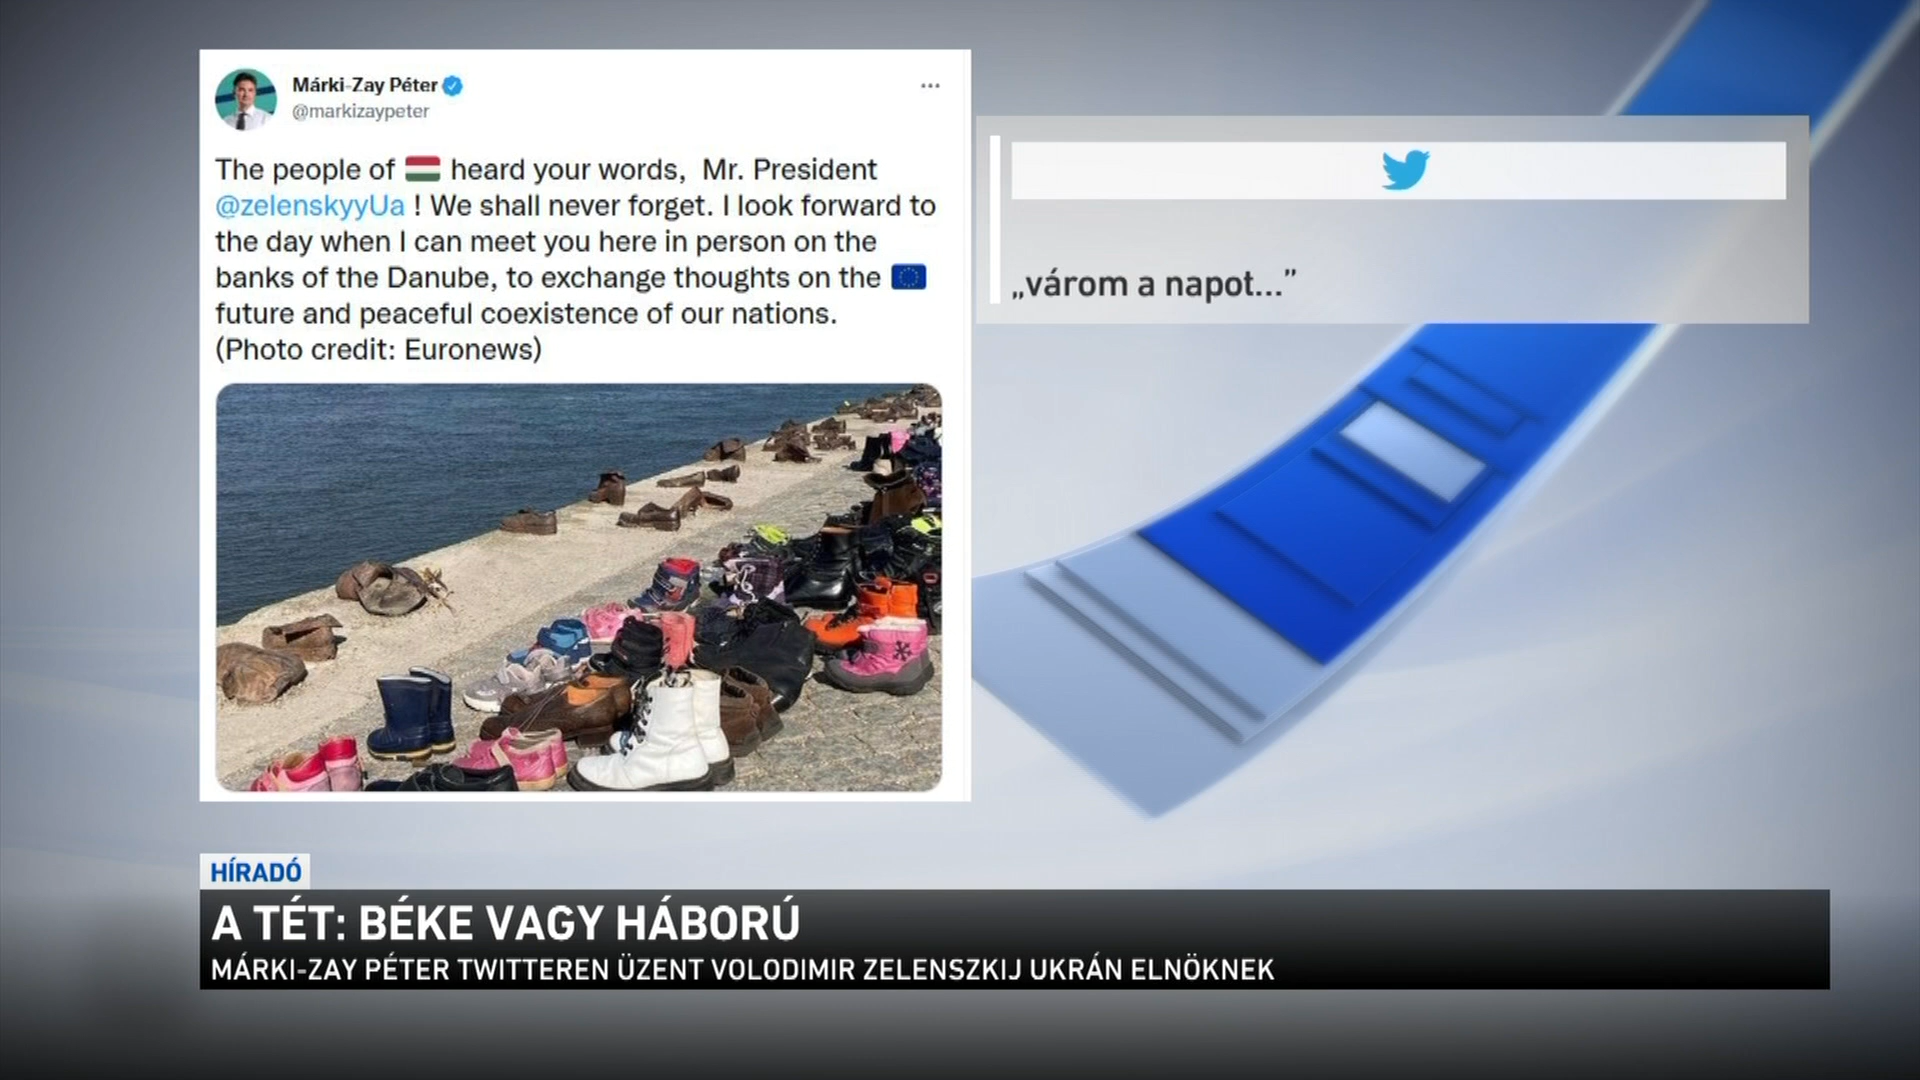 Márki-Zay Péter
@markizaypeter
The people of heard your words, Mr. President
@zelenskyyUa ! We shall never forget. I look forward to
the day when I can meet you here in person on the
banks of the Danube, to exchange thoughts on the
future and peaceful coexistence of our nations.
(Photo credit: Euronews)
„várom a napot...”
HÍRADÓ
A TÉT: BÉKE VAGY HÁBORÚ
MÁRKI-ZAY PÉTER TWITTEREN ÜZENT VOLODIMIR ZELENSZKIJ UKRÁN ELNÖKNEK